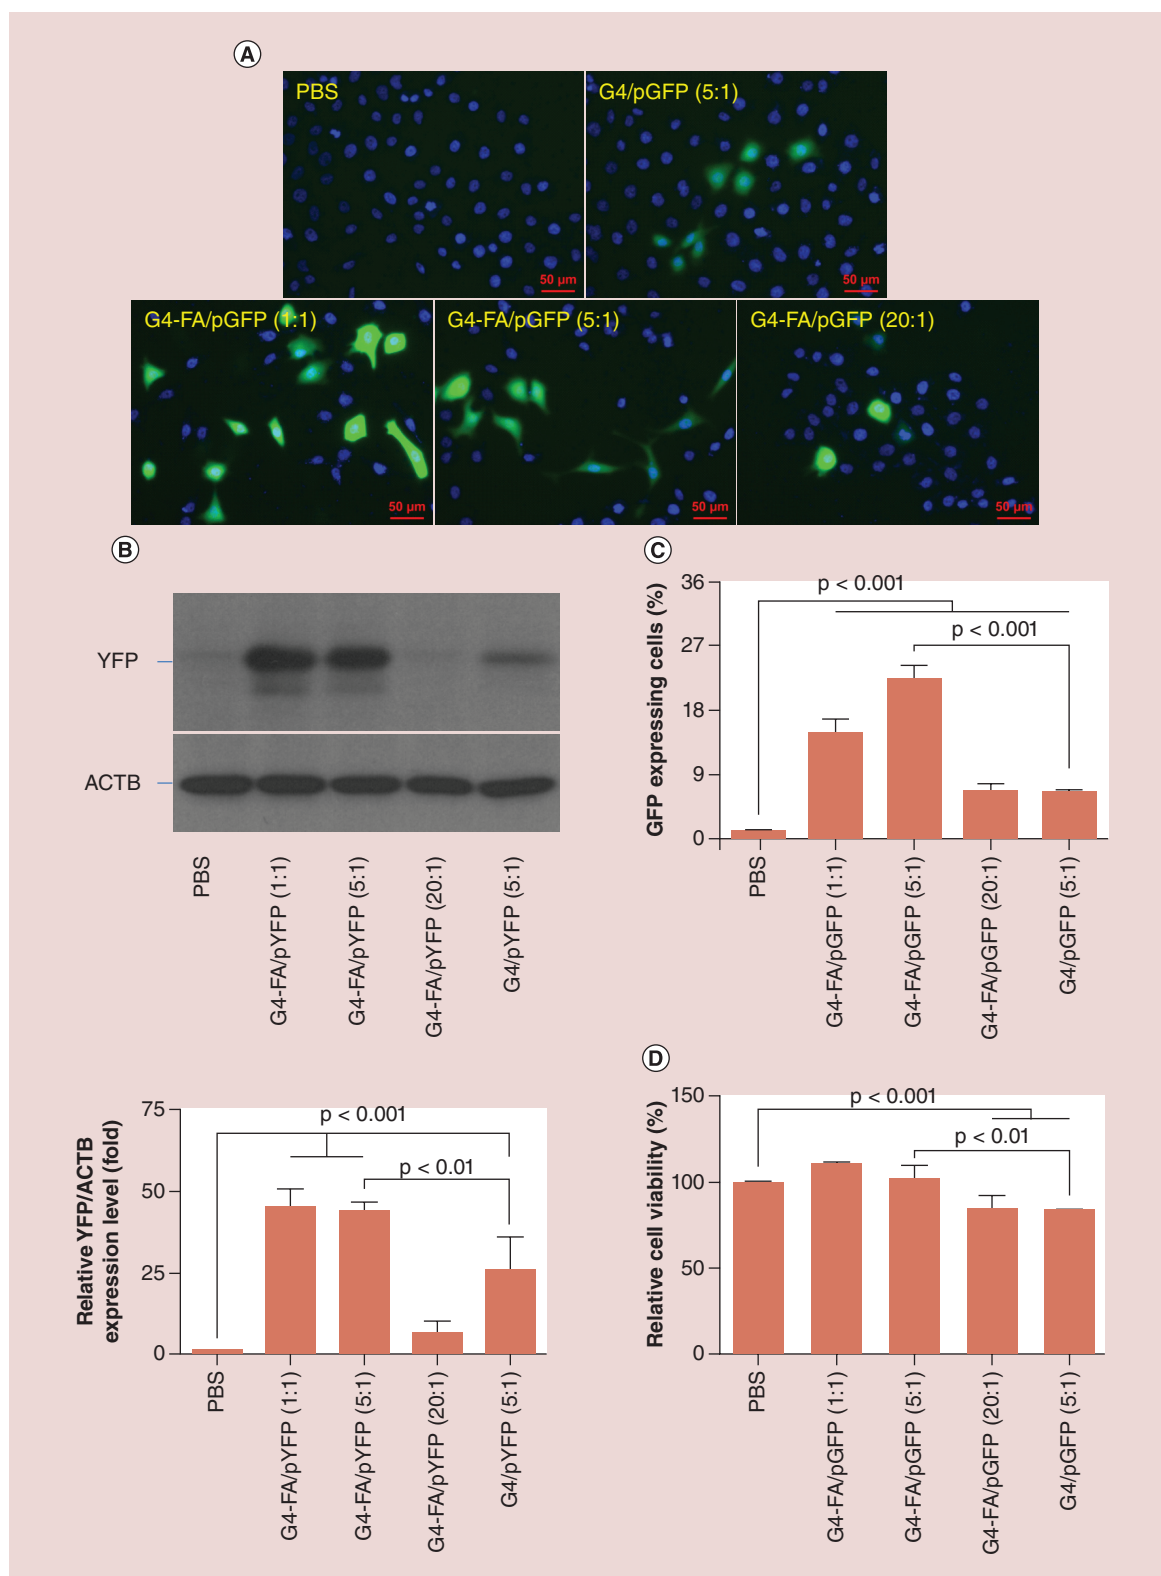 A
PBS
G4/pGFP (5:1)
50 µm
50 µm
G4-FA/pGFP (1:1)
G4-FA/pGFP (5:1)
G4-FA/pGFP (20:1)
50 µm
50 µm
50 µm
B
YFP
ACTB
PBS
G4-FA/pYFP (1:1)
G4-FA/pYFP (5:1)
G4-FA/pYFP (20:1)
G4/pYFP (5:1)
Relative YFP/ACTB
expression level (fold)
75
50
25
0
p < 0.001
p < 0.01
PBS
G4-FA/pYFP (1:1)
G4-FA/pYFP (5:1)
G4-FA/pYFP (20:1)
G4/pYFP (5:1)
C
GFP expressing cells (%)
36
27
18
9
0
p < 0.001
p < 0.001
PBS
G4-FA/pGFP (1:1)
G4-FA/pGFP (5:1)
G4-FA/pGFP (20:1)
G4/pGFP (5:1)
D
Relative cell viability (%)
150
100
50
0
p < 0.001
p < 0.01
PBS
G4-FA/pGFP (1:1)
G4-FA/pGFP (5:1)
G4-FA/pGFP (20:1)
G4/pGFP (5:1)